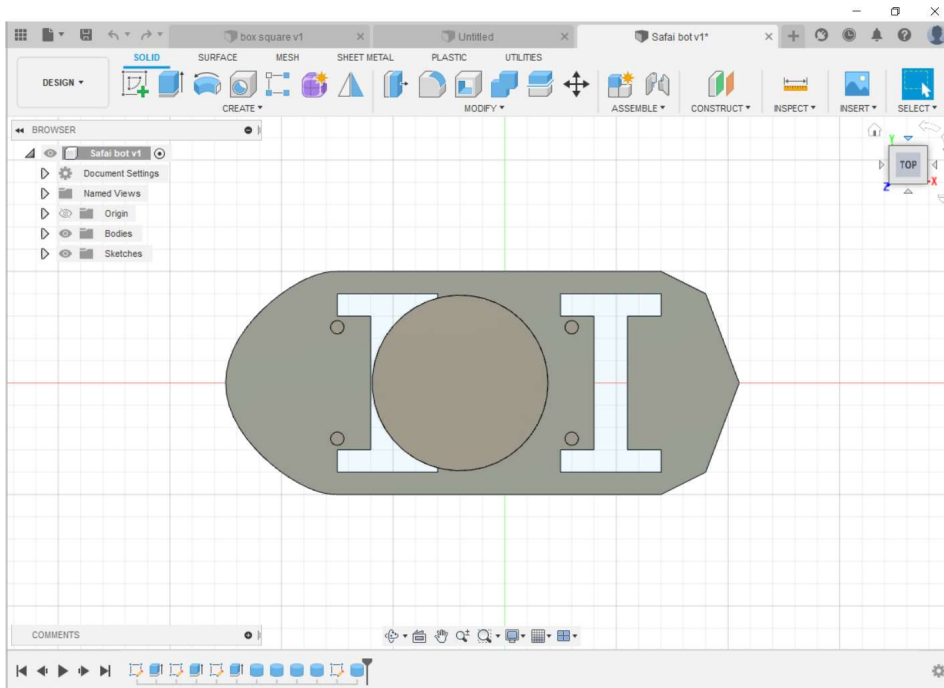 box square v1
Untitled
Safai bot v1*
DESIGN
SOLID
SURFACE
MESH
SHEET METAL
PLASTIC
UTILITIES
CREATE
MODIFY
ASSEMBLE
CONSTRUCT
INSPECT
INSERT
SELECT
BROWSER
Safai bot v1
Document Settings
Named Views
Origin
Bodies
Sketches
Y
TOP
X
Z
COMMENTS